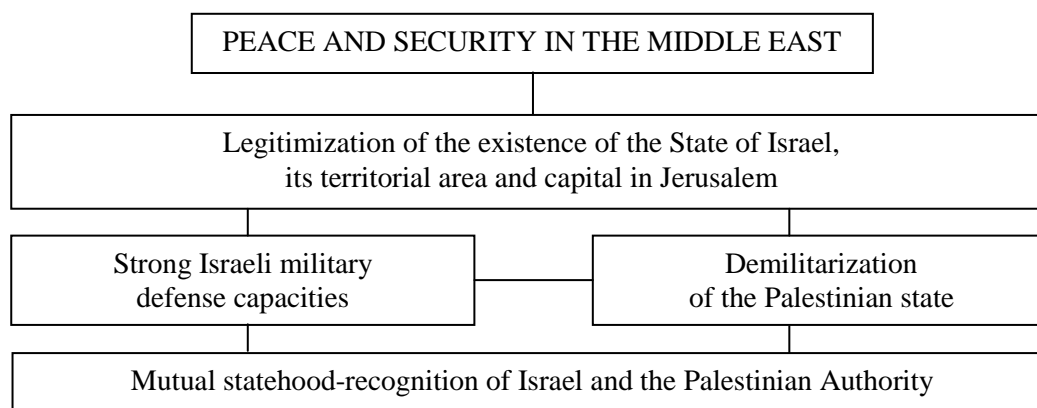 PEACE AND SECURITY IN THE MIDDLE EAST
Legitimization of the existence of the State of Israel,
its territorial area and capital in Jerusalem
Strong Israeli military
defense capacities
Demilitarization
of the Palestinian state
Mutual statehood-recognition of Israel and the Palestinian Authority